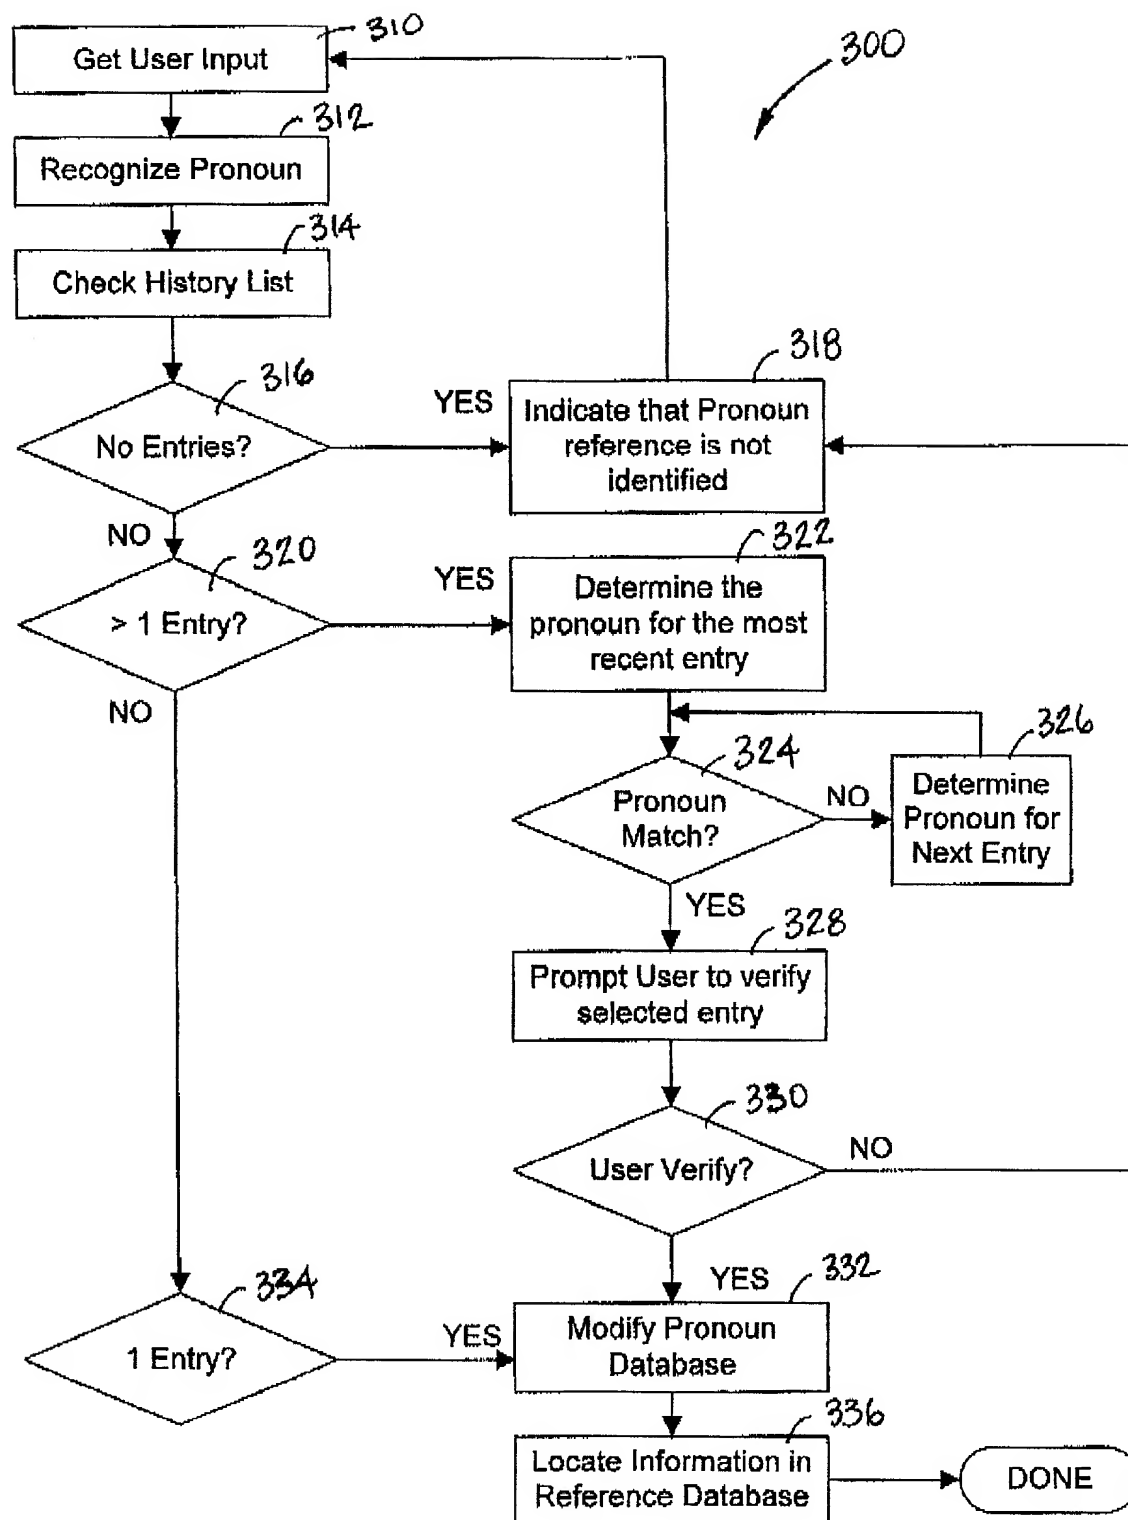 310
Get User Input
300
312
Recognize Pronoun
314
Check History List
316
No Entries?
YES
318
Indicate that Pronoun
reference is not
identified
NO
320
> 1 Entry?
YES
322
Determine the
pronoun for the most
recent entry
NO
324
Pronoun
Match?
NO
326
Determine
Pronoun for
Next Entry
YES
328
Prompt User to verify
selected entry
330
User Verify?
NO
YES
334
1 Entry?
YES
332
Modify Pronoun
Database
336
Locate Information in
Reference Database
DONE